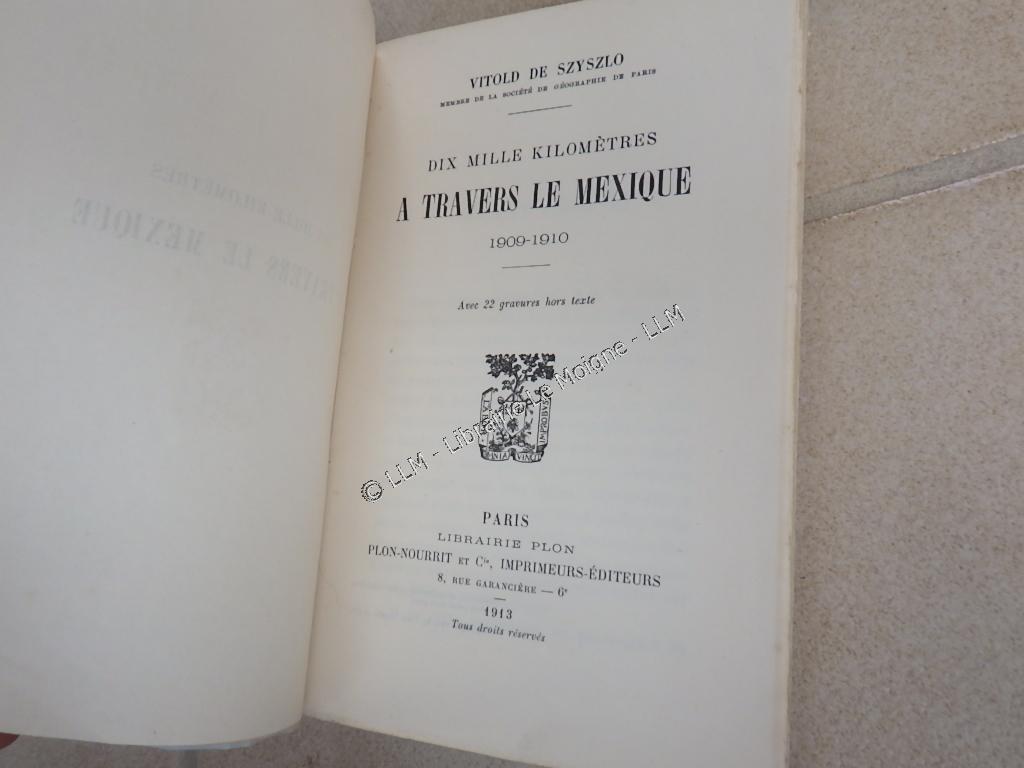 VITOLD DE SZYSZLO
MEMBRE DE LA SOCIÉTÉ DE GÉOGRAPHIE DE PARIS
DIX MILLE KILOMÈTRES
A TRAVERS LE MEXIQUE
1909-1910
Avec 22 gravures hors texte
IMPROBUS
VINCIT
© LLM - Librairie Le Moigne - LLM
PARIS
LIBRAIRIE PLON
PLON-NOURRIT ET Cie, IMPRIMEURS-ÉDITEURS
8, RUE GARANCIÈRE — 6e
1913
Tous droits réservés